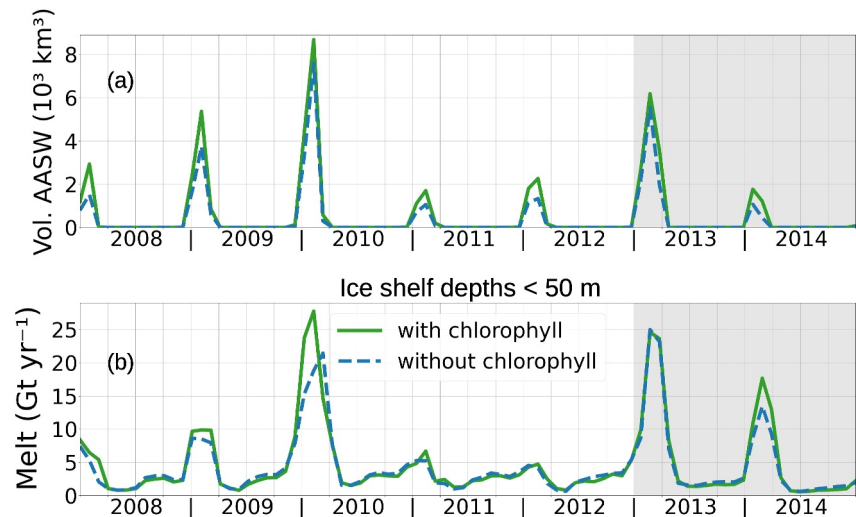 (a)
Vol. AASW (10³ km³)
8
6
4
2
0
2008 2009 2010 2011 2012 2013 2014
Ice shelf depths < 50 m
(b)
with chlorophyll
without chlorophyll
Melt (Gt yr⁻¹)
25
20
15
10
5
0
2008 2009 2010 2011 2012 2013 2014